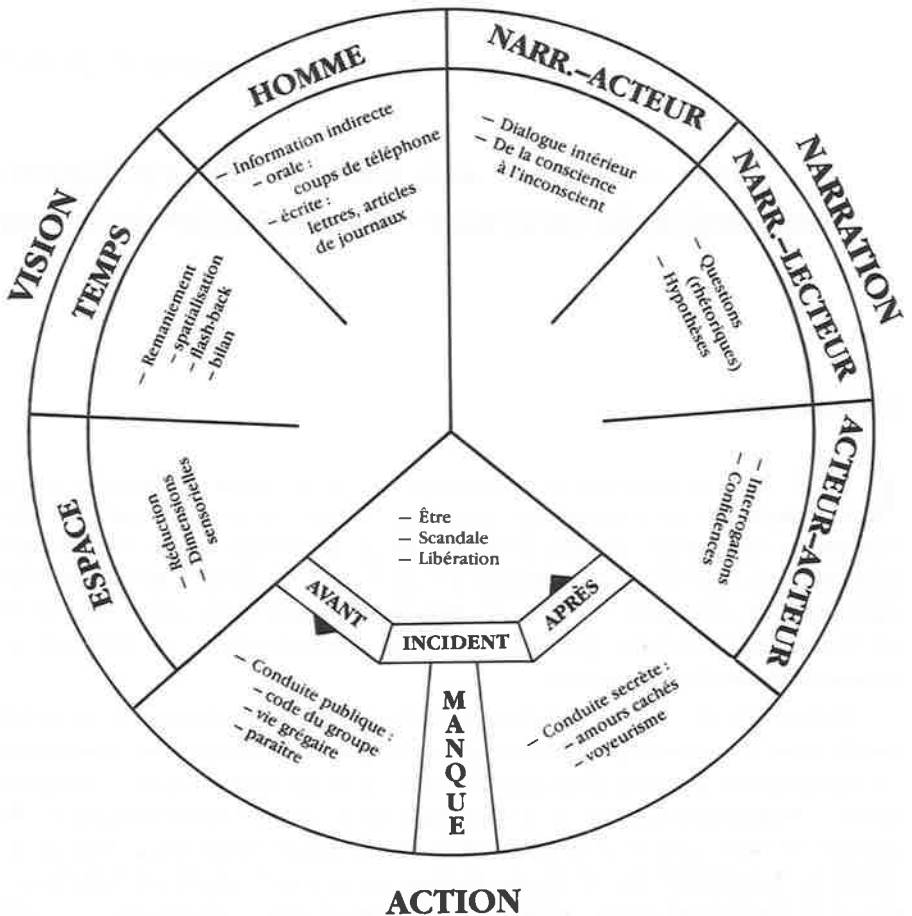 VISION
HOMME
– Information indirecte
– orale :
coups de téléphone
– écrite :
lettres, articles
de journaux
TEMPS
– Remaniement
– spatialisation
– flash-back
– bilan
ESPACE
– Réduction
– Dimensions
sensorielles
NARRATION
NARR.–ACTEUR
– Dialogue intérieur
– De la conscience
à l'inconscient
NARR.–LECTEUR
– Questions
(rhétoriques)
– Hypothèses
ACTEUR–ACTEUR
– Interrogations
– Confidences
– Être
– Scandale
– Libération
AVANT
INCIDENT
APRÈS
– Conduite publique :
– code du groupe
– vie grégaire
– paraître
MANQUE
– Conduite secrète :
– amours cachés
– voyeurisme
ACTION